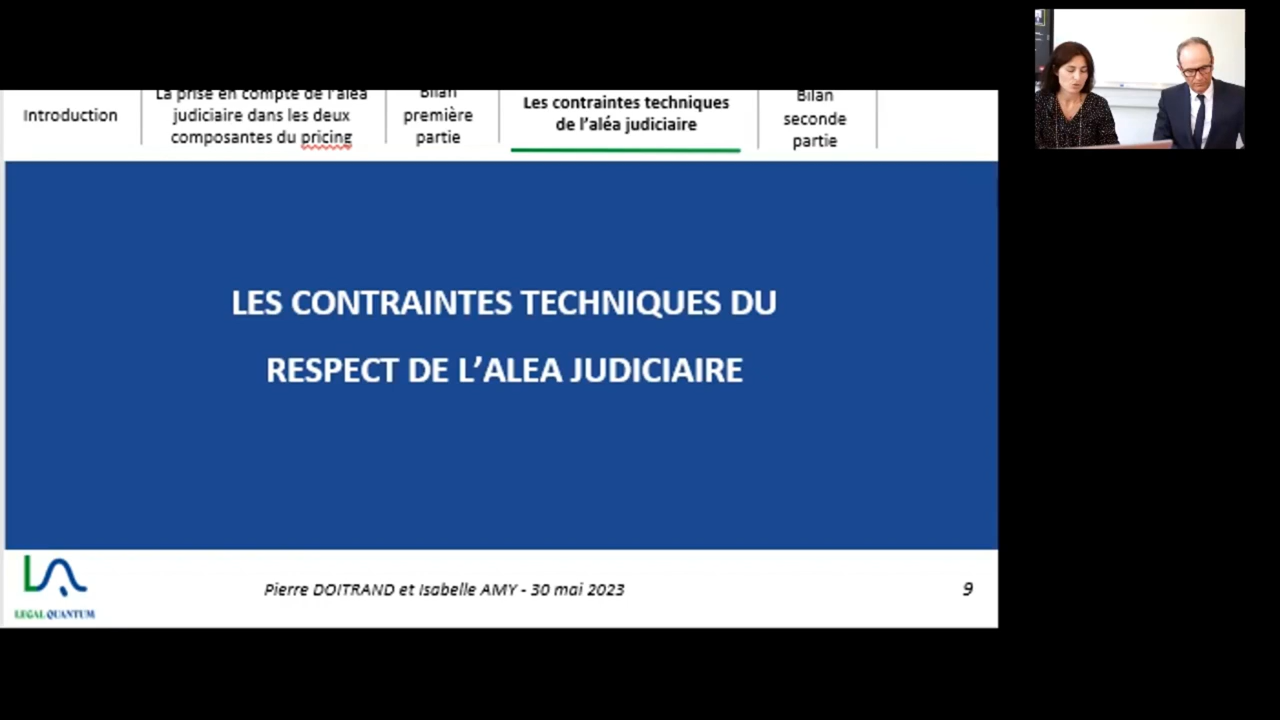 Introduction
La prise en compte de l'aléa
judiciaire dans les deux
composantes du pricing
Bilan
première
partie
Les contraintes techniques
de l'aléa judiciaire
Bilan
seconde
partie
LES CONTRAINTES TECHNIQUES DU
RESPECT DE L'ALEA JUDICIAIRE
LEGAL QUANTUM
Pierre DOITRAND et Isabelle AMY - 30 mai 2023
9